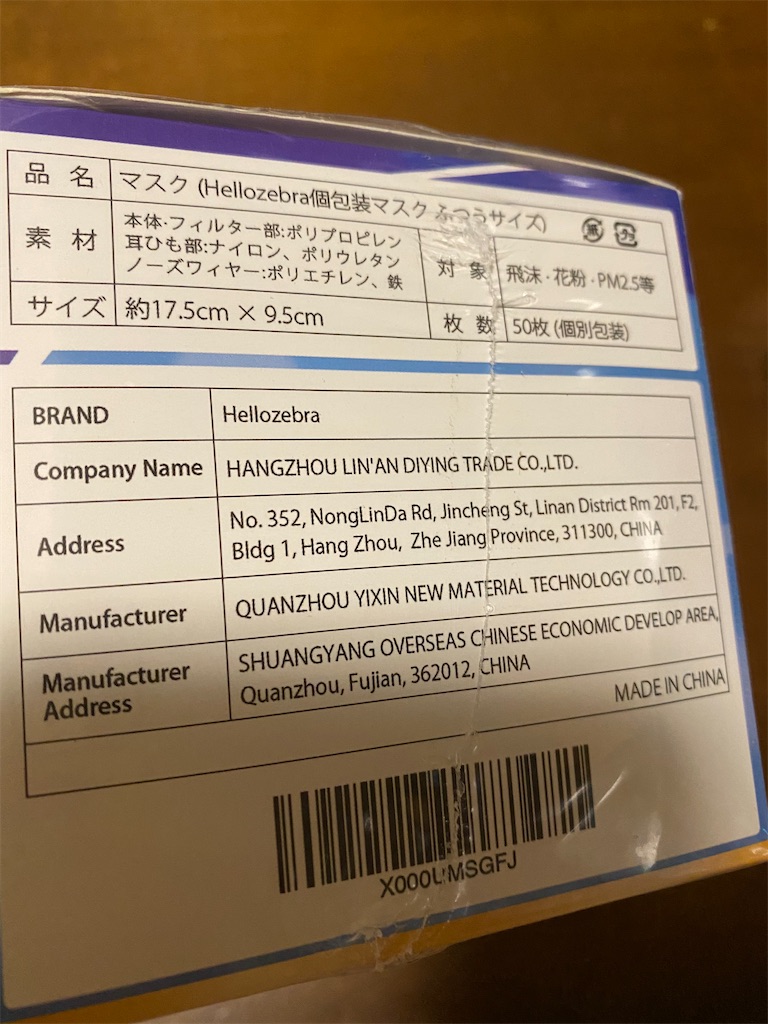 品名 マスク (Hellozebra個包装マスク ふつうサイズ)
素材 本体·フィルター部:ポリプロピレン
耳ひも部:ナイロン、ポリウレタン
ノーズワイヤー:ポリエチレン、鉄
対象 飛沫·花粉·PM2.5等
サイズ 約17.5cm × 9.5cm
枚数 50枚 (個別包装)
BRAND Hellozebra
Company Name HANGZHOU LIN'AN DIYING TRADE CO.,LTD.
Address No. 352, NongLinDa Rd, Jincheng St, Linan District Rm 201, F2,
Bldg 1, Hang Zhou, Zhe Jiang Province, 311300, CHINA
Manufacturer QUANZHOU YIXIN NEW MATERIAL TECHNOLOGY CO.,LTD.
Manufacturer Address SHUANGYANG OVERSEAS CHINESE ECONOMIC DEVELOP AREA,
Quanzhou, Fujian, 362012, CHINA
MADE IN CHINA
X000UMSGFJ